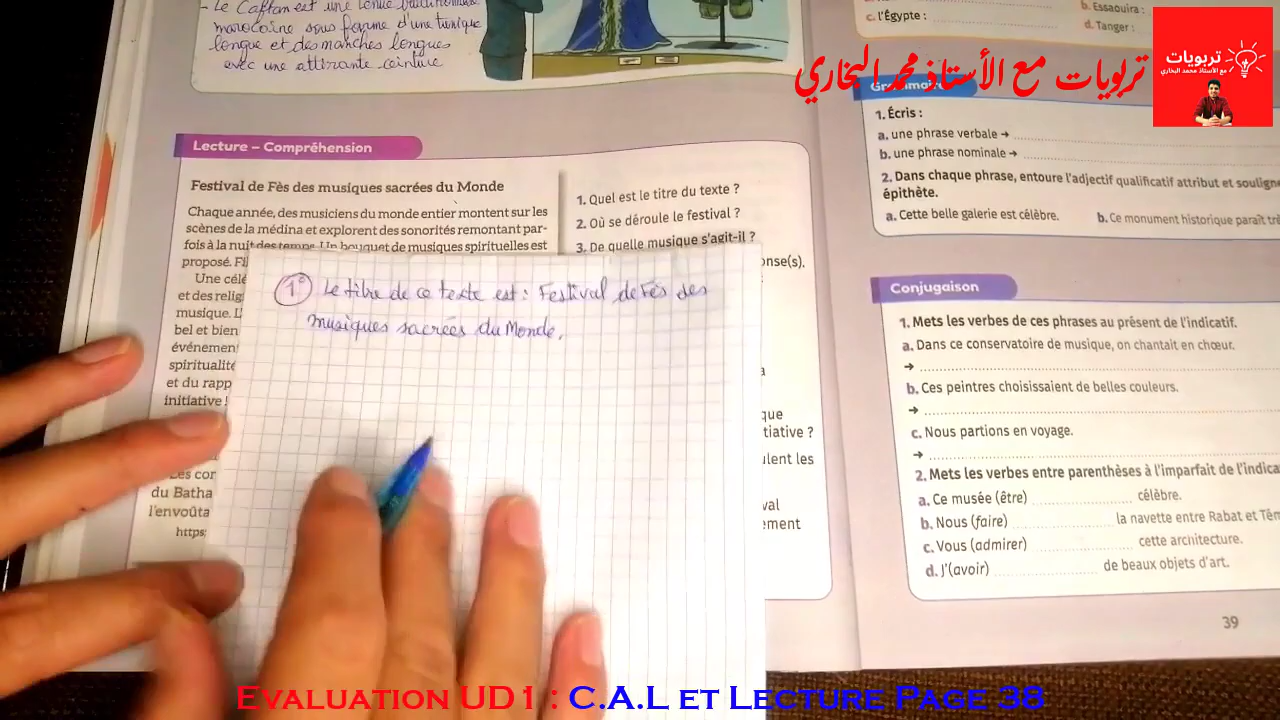 - Le Caftan est une tenue
marocaine sous forme d'une tunique
longue et des manches longues
avec une attirante ceinture
Lecture – Compréhension
Festival de Fès des musiques sacrées du Monde
Chaque année, des musiciens du monde entier montent sur les
scènes de la médina et explorent des sonorités remontant par-
fois à la nuit des temps. Un bouquet de musiques spirituelles est
proposé.
Une
et des
musique.
bel et bien
spiritualité
et du
initiative !
du Batha
https:
1. Quel est le titre du texte ?
2. Où se déroule le festival ?
3. De quelle musique s'agit-il ?
1° Le titre de ce texte est : Festival de Fès des
musiques sacrées du Monde.
les
c. l'Égypte :
b. Essaouira :
d. Tanger :
تربويات مع الأستاذ محمد البخاري
تربويات
مع الأستاذ محمد البخاري
Grammaire
1. Écris :
a. une phrase verbale →
b. une phrase nominale →
2. Dans chaque phrase, entoure l'adjectif qualificatif attribut et
épithète.
a. Cette belle galerie est célèbre. b. Ce monument historique paraît
Conjugaison
1. Mets les verbes de ces phrases au présent de l'indicatif.
a. Dans ce conservatoire de musique, on chantait en chœur.
→
b. Ces peintres choisissaient de belles couleurs.
→
c. Nous partions en voyage.
→
2. Mets les verbes entre parenthèses à l'imparfait de
a. Ce musée (être) célèbre.
b. Nous (faire) la navette entre Rabat et
c. Vous (admirer) cette architecture.
d. J'(avoir) de beaux objets d'art.
39
Evaluation UD1 : C.A.L et Lecture Page 38